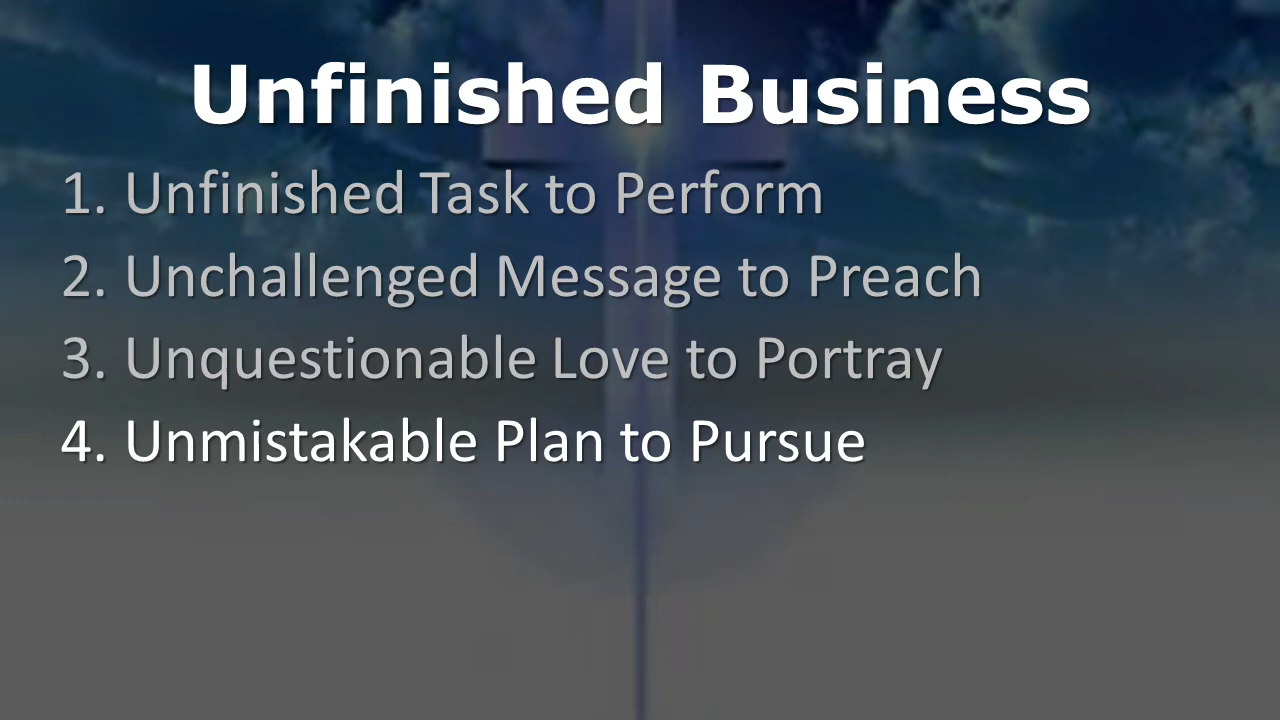 Unfinished Business
1. Unfinished Task to Perform
2. Unchallenged Message to Preach
3. Unquestionable Love to Portray
4. Unmistakable Plan to Pursue